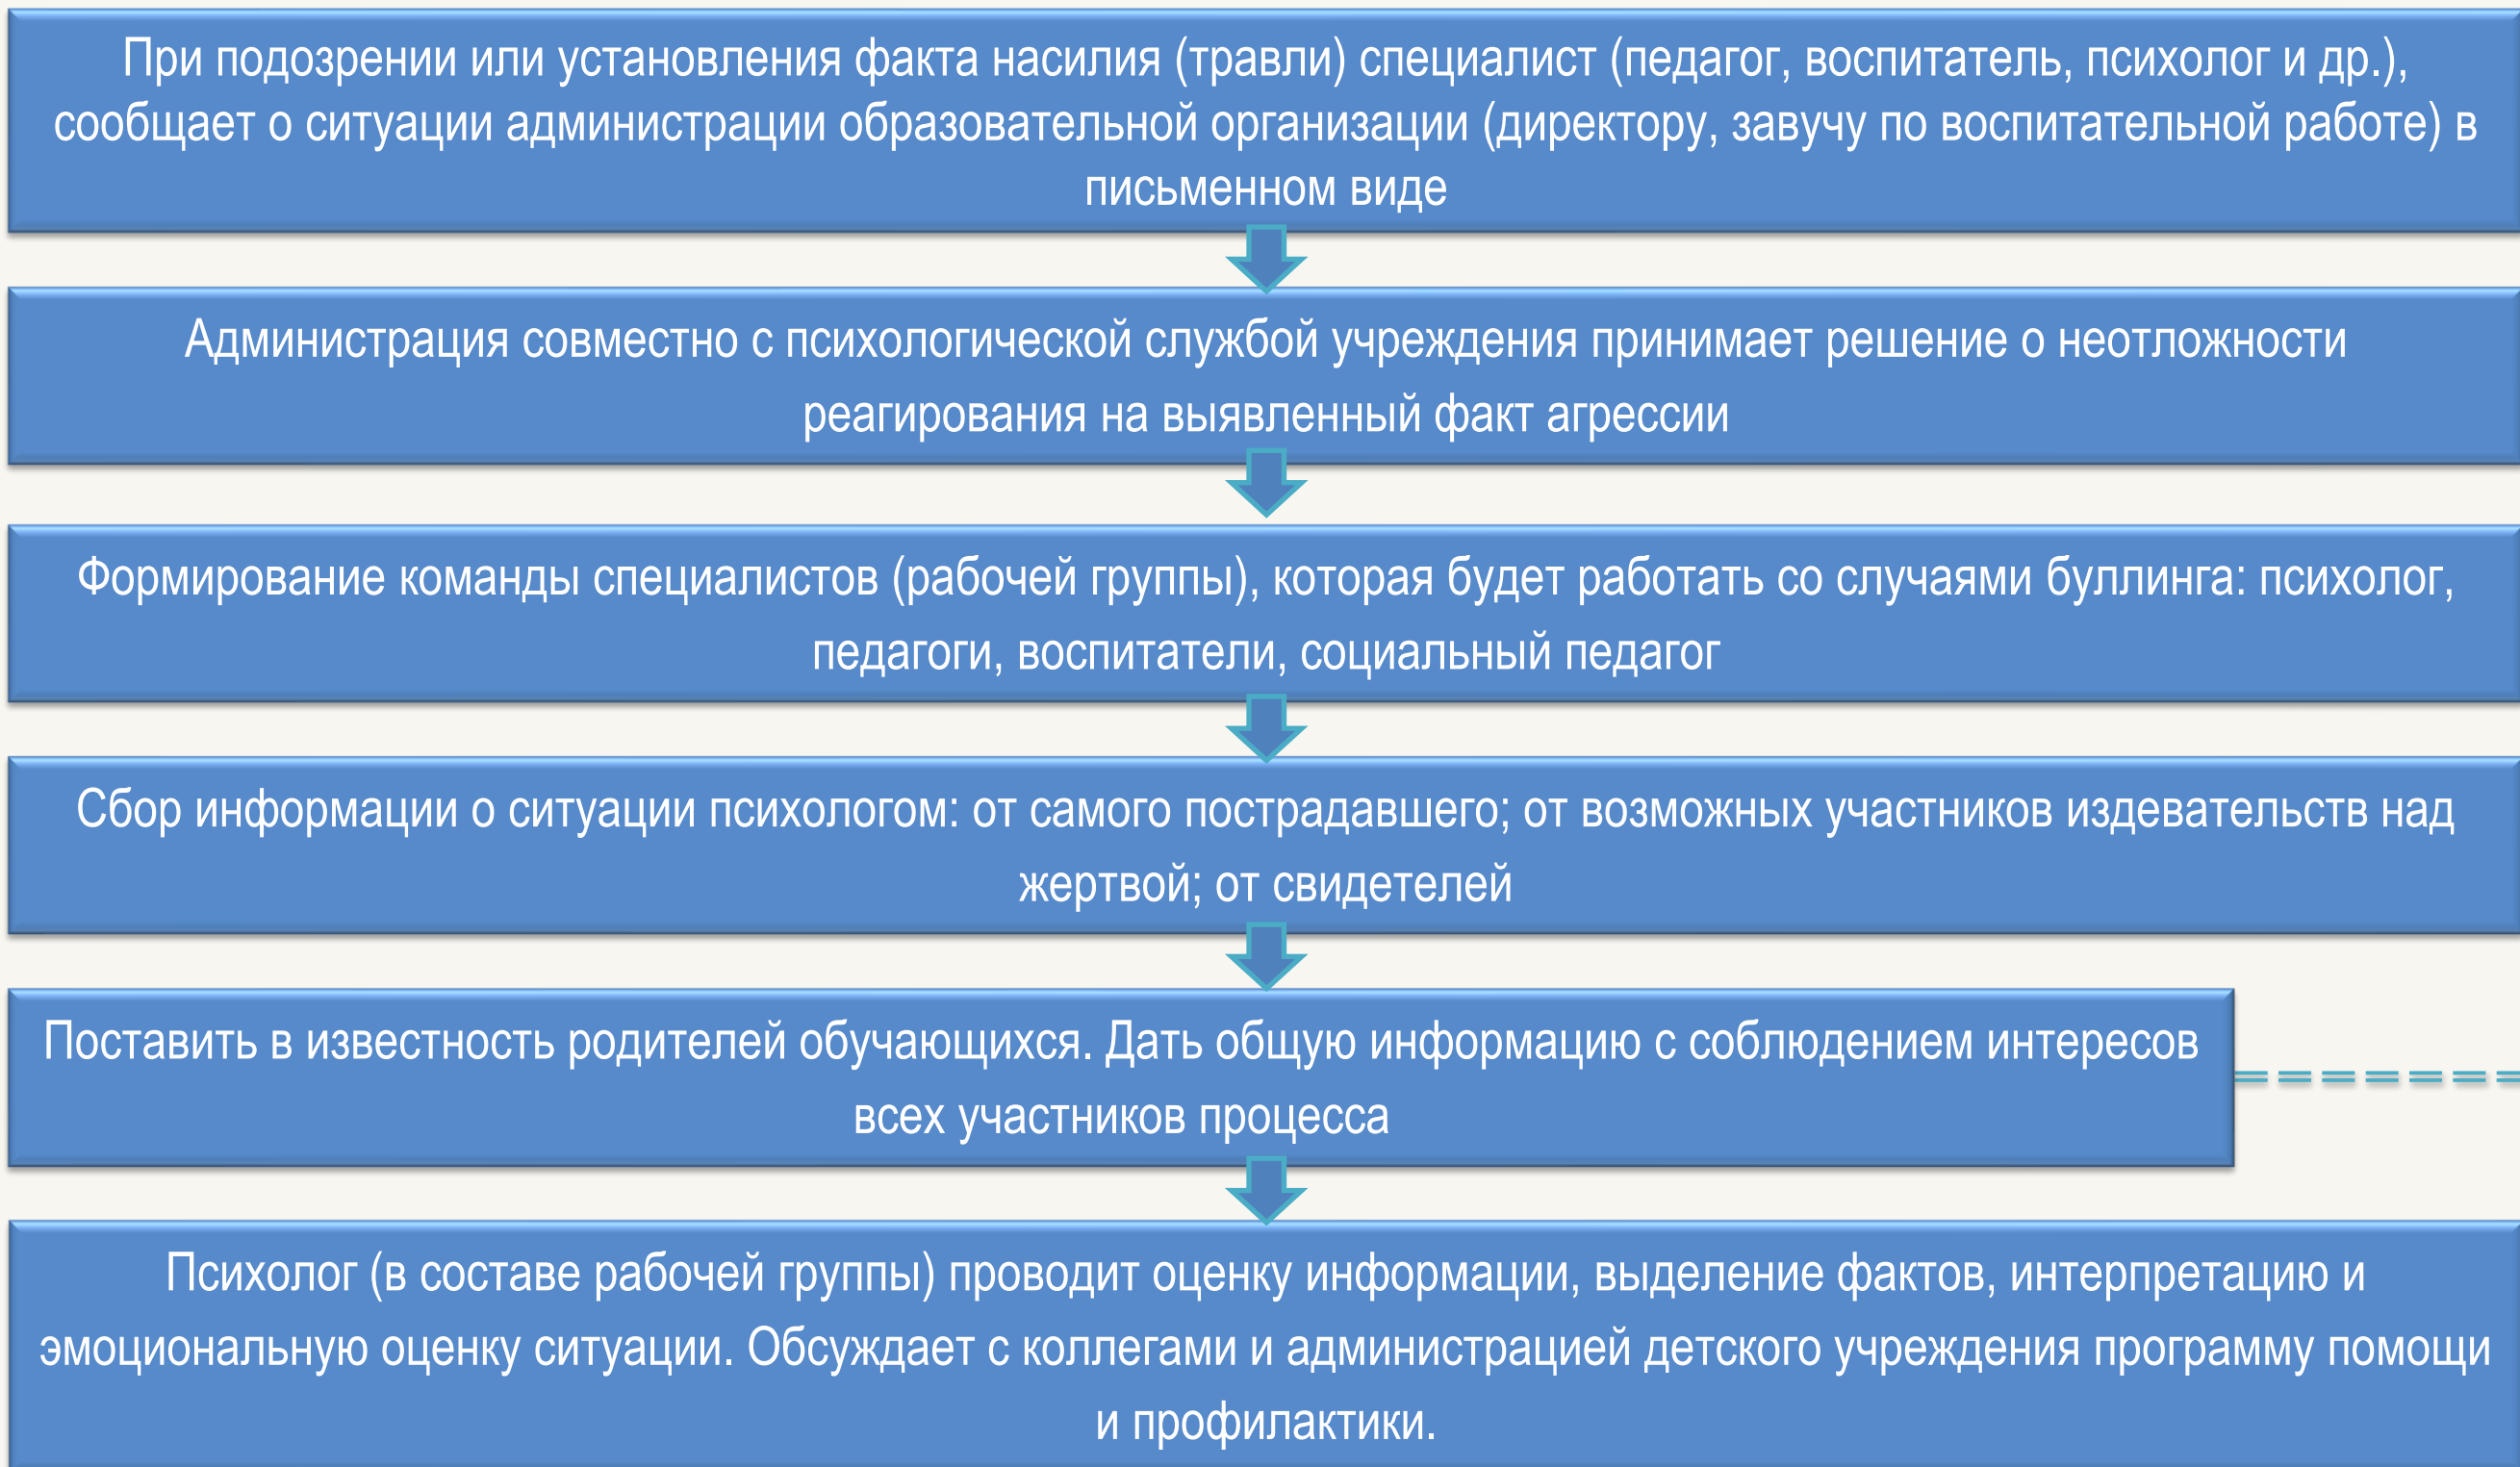 При подозрении или установления факта насилия (травли) специалист (педагог, воспитатель, психолог и др.),
сообщает о ситуации администрации образовательной организации (директору, завучу по воспитательной работе) в
письменном виде
Администрация совместно с психологической службой учреждения принимает решение о неотложности
реагирования на выявленный факт агрессии
Формирование команды специалистов (рабочей группы), которая будет работать со случаями буллинга: психолог,
педагоги, воспитатели, социальный педагог
Сбор информации о ситуации психологом: от самого пострадавшего; от возможных участников издевательств над
жертвой; от свидетелей
Поставить в известность родителей обучающихся. Дать общую информацию с соблюдением интересов
всех участников процесса
Психолог (в составе рабочей группы) проводит оценку информации, выделение фактов, интерпретацию и
эмоциональную оценку ситуации. Обсуждает с коллегами и администрацией детского учреждения программу помощи
и профилактики.